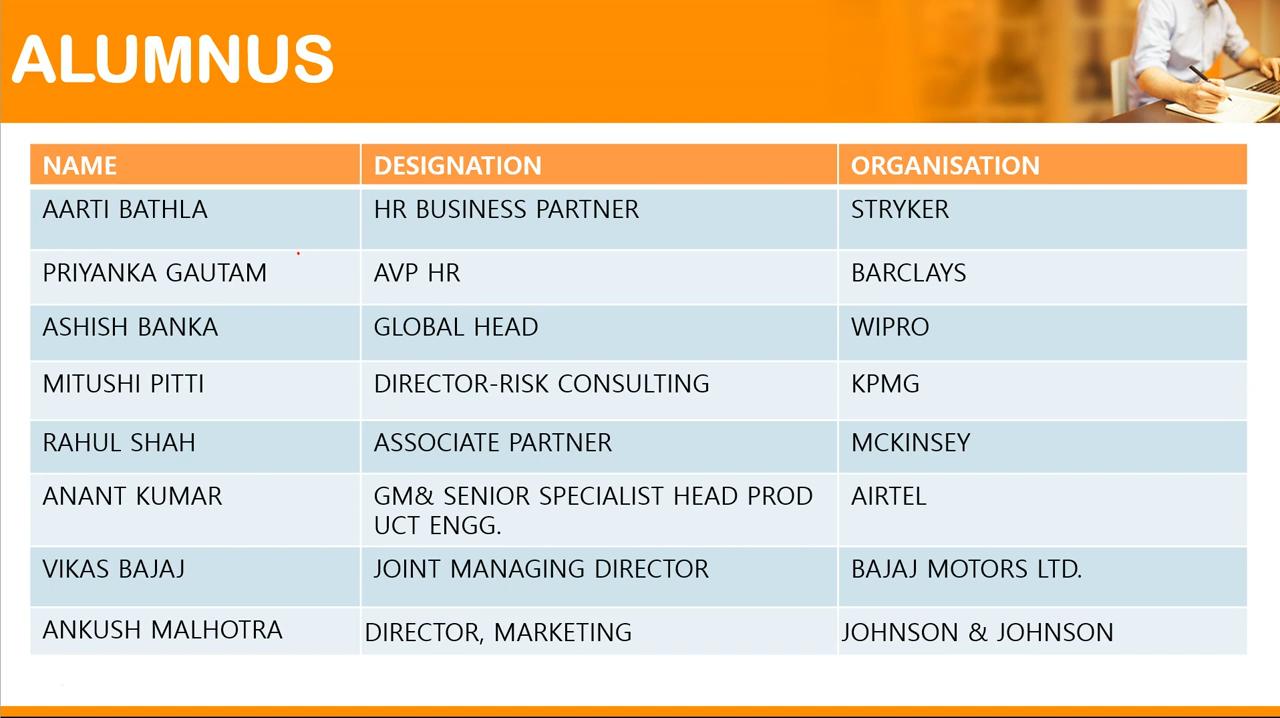 ALUMNUS
NAME DESIGNATION ORGANISATION
AARTI BATHLA HR BUSINESS PARTNER STRYKER
PRIYANKA GAUTAM AVP HR BARCLAYS
ASHISH BANKA GLOBAL HEAD WIPRO
MITUSHI PITTI DIRECTOR-RISK CONSULTING KPMG
RAHUL SHAH ASSOCIATE PARTNER MCKINSEY
ANANT KUMAR GM& SENIOR SPECIALIST HEAD PROD AIRTEL
UCT ENGG.
VIKAS BAJAJ JOINT MANAGING DIRECTOR BAJAJ MOTORS LTD.
ANKUSH MALHOTRA DIRECTOR, MARKETING JOHNSON & JOHNSON